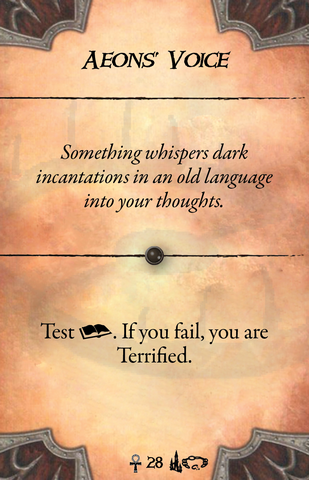 Aeons' Voice
Something whispers dark
incantations in an old language
into your thoughts.
Test . If you fail, you are
Terrified.
28